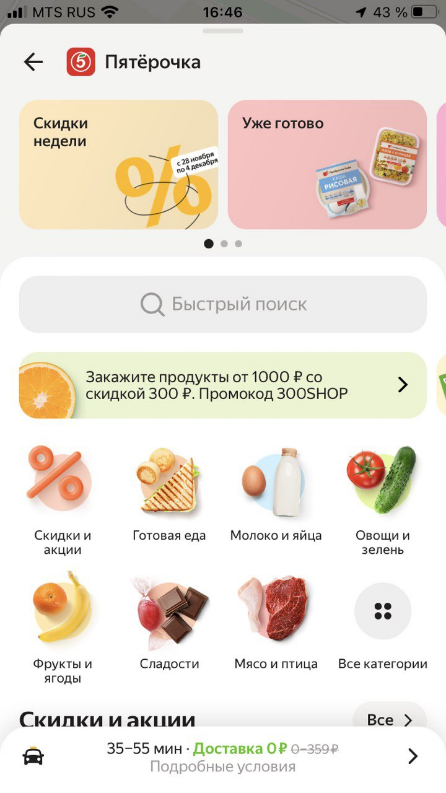 MTS RUS 16:46 43 %
5 Пятёрочка
Скидки
недели
с 28 ноября
по 4 декабря
%
Уже готово
РИСОВАЯ
Быстрый поиск
Закажите продукты от 1000 ₽ со
скидкой 300 ₽. Промокод 300SHOP
Скидки и
акции
Готовая еда
Молоко и яйца
Овощи и
зелень
Фрукты и
ягоды
Сладости
Мясо и птица
Все категории
Скидки и акции
Все
35–55 мин · Доставка 0 ₽ 0–359 ₽
Подробные условия